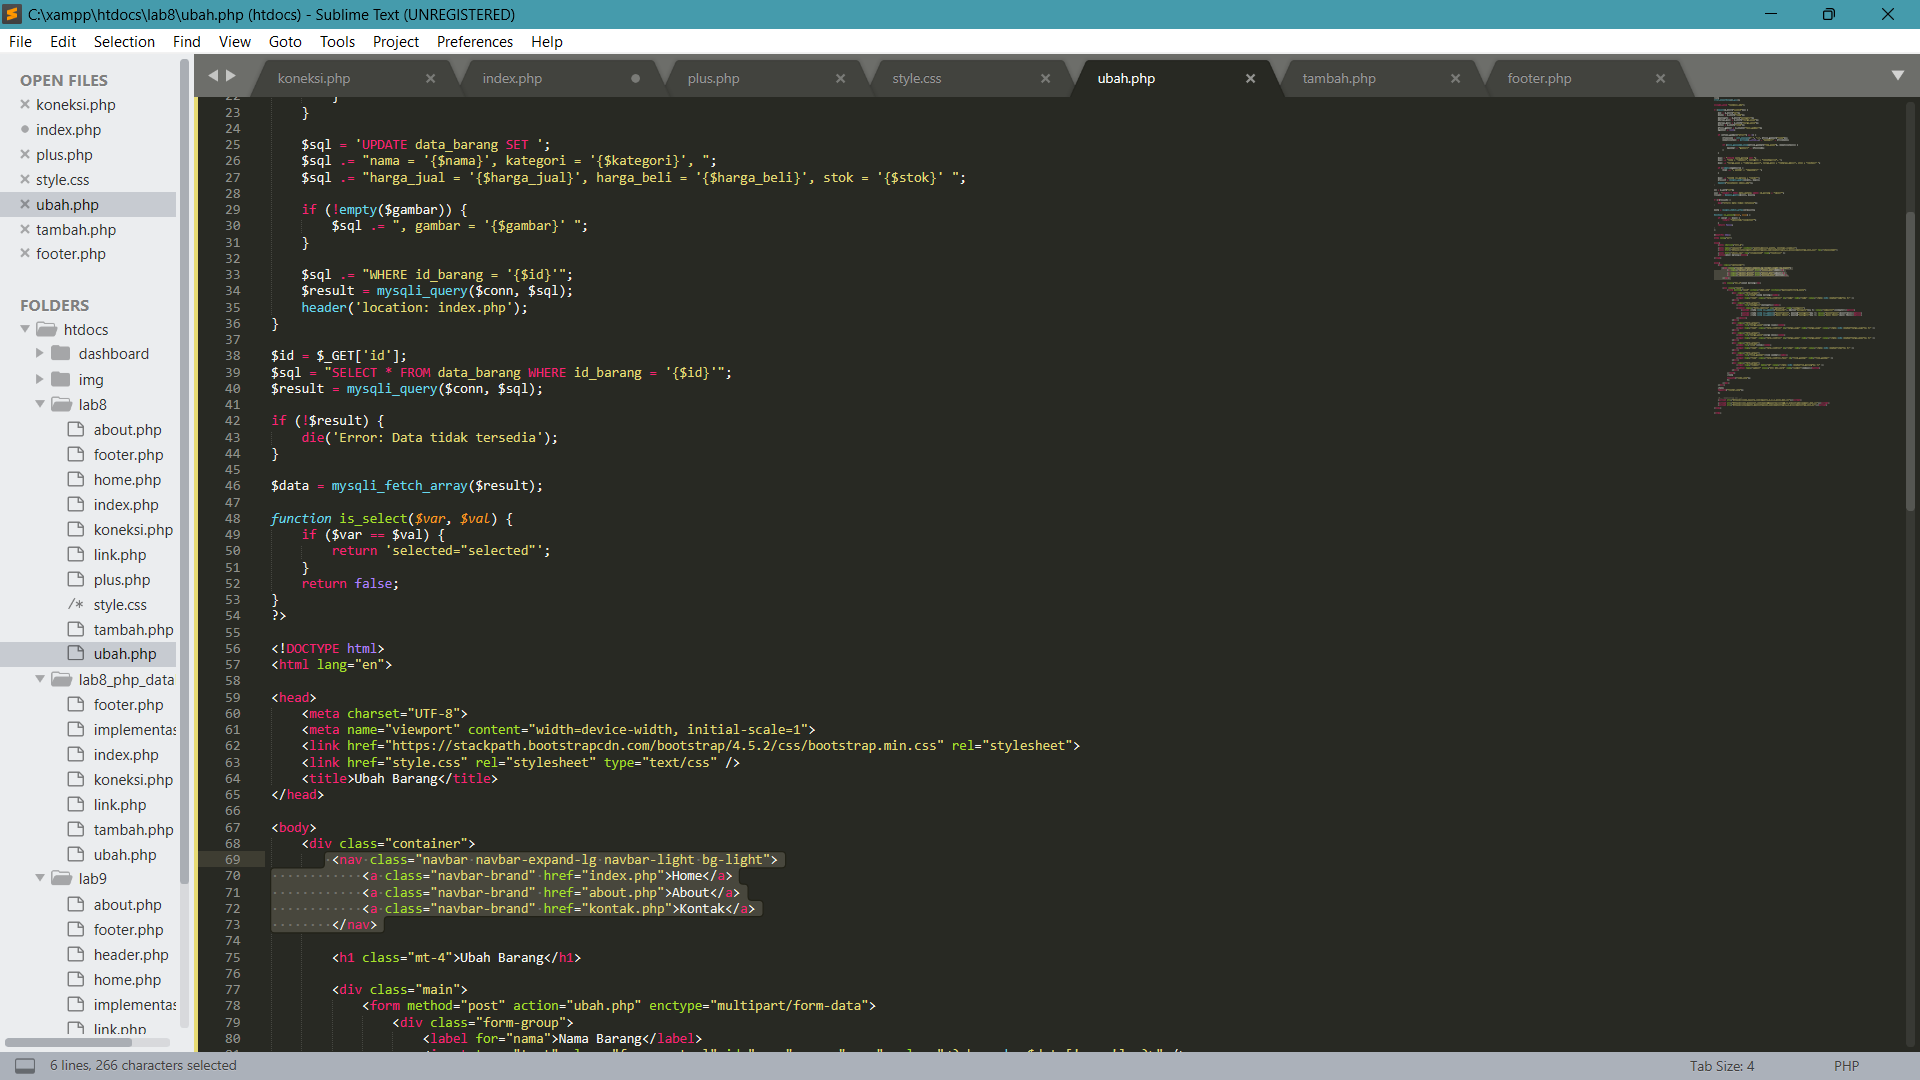 C:\xampp\htdocs\lab8\ubah.php (htdocs) - Sublime Text (UNREGISTERED)
File Edit Selection Find View Goto Tools Project Preferences Help
koneksi.php index.php plus.php style.css ubah.php tambah.php footer.php
OPEN FILES
koneksi.php
index.php
plus.php
style.css
ubah.php
tambah.php
footer.php
FOLDERS
htdocs
dashboard
img
lab8
about.php
footer.php
home.php
index.php
koneksi.php
link.php
plus.php
/* style.css
tambah.php
ubah.php
lab8_php_data
footer.php
implementas
index.php
koneksi.php
link.php
tambah.php
ubah.php
lab9
about.php
footer.php
header.php
home.php
implementas
link.php
22 }
23 }
24
25 $sql = 'UPDATE data_barang SET ';
26 $sql .= "nama = '{$nama}', kategori = '{$kategori}', ";
27 $sql .= "harga_jual = '{$harga_jual}', harga_beli = '{$harga_beli}', stok = '{$stok}' ";
28
29 if (!empty($gambar)) {
30 $sql .= ", gambar = '{$gambar}' ";
31 }
32
33 $sql .= "WHERE id_barang = '{$id}'";
34 $result = mysqli_query($conn, $sql);
35 header('location: index.php');
36 }
37
38 $id = $_GET['id'];
39 $sql = "SELECT * FROM data_barang WHERE id_barang = '{$id}'";
40 $result = mysqli_query($conn, $sql);
41
42 if (!$result) {
43 die('Error: Data tidak tersedia');
44 }
45
46 $data = mysqli_fetch_array($result);
47
48 function is_select($var, $val) {
49 if ($var == $val) {
50 return 'selected="selected"';
51 }
52 return false;
53 }
54 ?>
55
56 <!DOCTYPE html>
57 <html lang="en">
58
59 <head>
60 <meta charset="UTF-8">
61 <meta name="viewport" content="width=device-width, initial-scale=1">
62 <link href="https://stackpath.bootstrapcdn.com/bootstrap/4.5.2/css/bootstrap.min.css" rel="stylesheet">
63 <link href="style.css" rel="stylesheet" type="text/css" />
64 <title>Ubah Barang</title>
65 </head>
66
67 <body>
68 <div class="container">
69 <nav class="navbar navbar-expand-lg navbar-light bg-light">
70 <a class="navbar-brand" href="index.php">Home</a>
71 <a class="navbar-brand" href="about.php">About</a>
72 <a class="navbar-brand" href="kontak.php">Kontak</a>
73 </nav>
74
75 <h1 class="mt-4">Ubah Barang</h1>
76
77 <div class="main">
78 <form method="post" action="ubah.php" enctype="multipart/form-data">
79 <div class="form-group">
80 <label for="nama">Nama Barang</label>
6 lines, 266 characters selected
Tab Size: 4
PHP